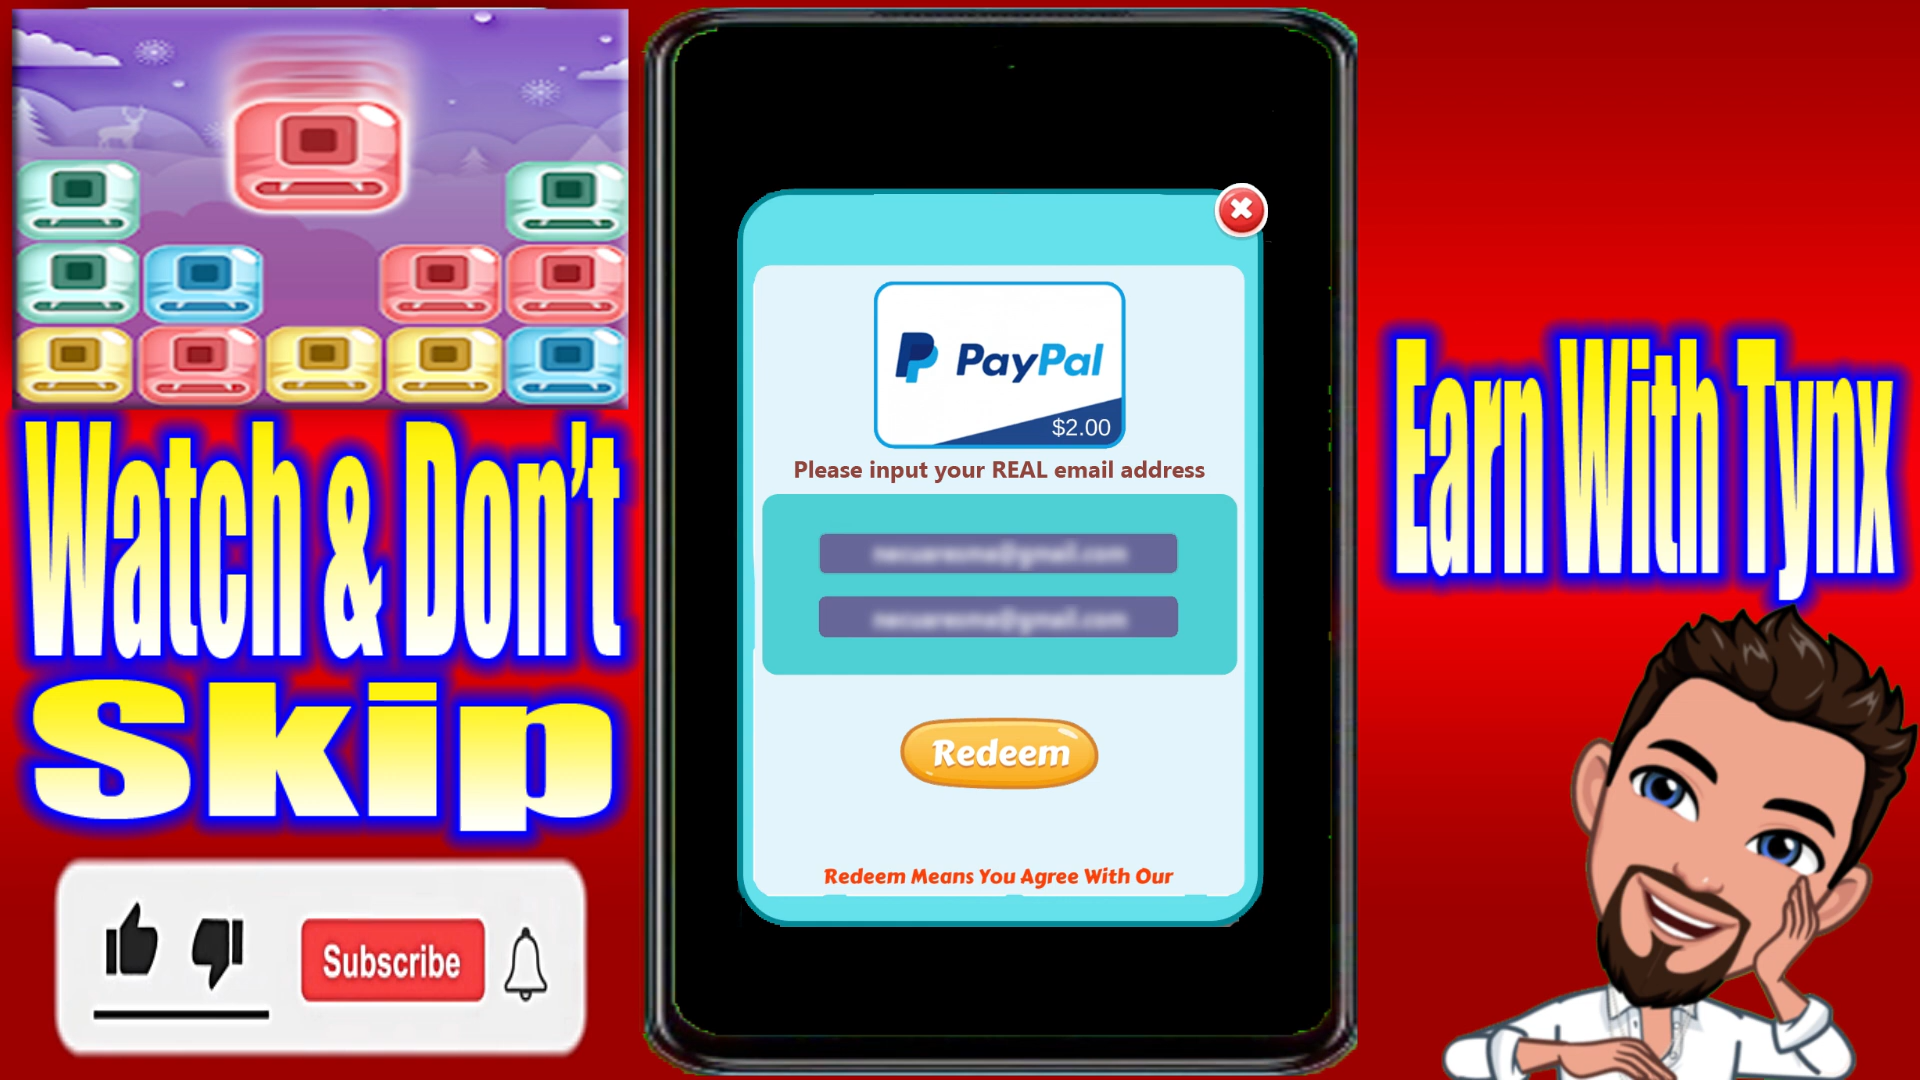 Watch & Don't
Skip
Subscribe
PayPal
$2.00
Please input your REAL email address
Redeem
Redeem Means You Agree With Our
Earn With Tynx